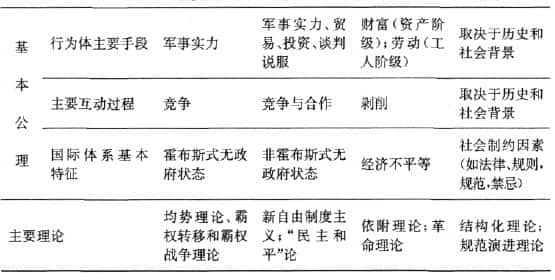 基本公理
行为体主要手段
军事实力
军事实力、贸
易、投资、谈判
说服
财富(资产阶
级);劳动(工
人阶级)
取决于历史和
社会背景
主要互动过程
竞争
竞争与合作
剥削
取决于历史和
社会背景
国际体系基本
特征
霍布斯式无政
府状态
非霍布斯式无
政府状态
经济不平等
社会制约因素
(如法律、规则,
规范,禁忌)
主要理论
均势理论、霸
权转移和霸权
战争理论
新自由制度主
义;“民主和
平”论
依附理论;革
命理论
结构化理论;
规范演进理论